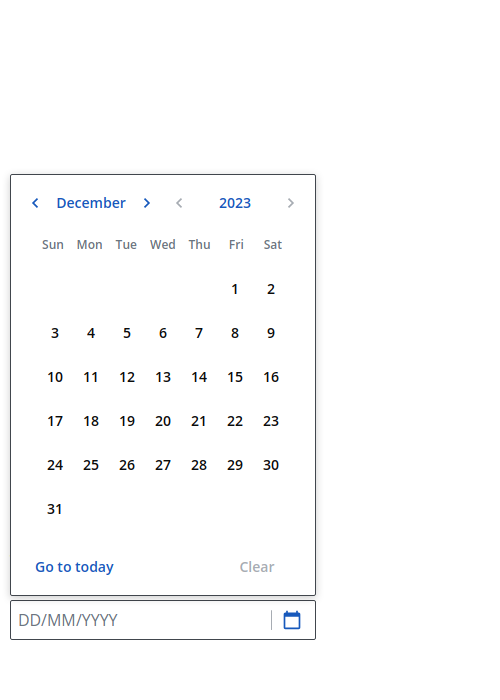 December 2023
Sun Mon Tue Wed Thu Fri Sat
1 2
3 4 5 6 7 8 9
10 11 12 13 14 15 16
17 18 19 20 21 22 23
24 25 26 27 28 29 30
31
Go to today Clear
DD/MM/YYYY